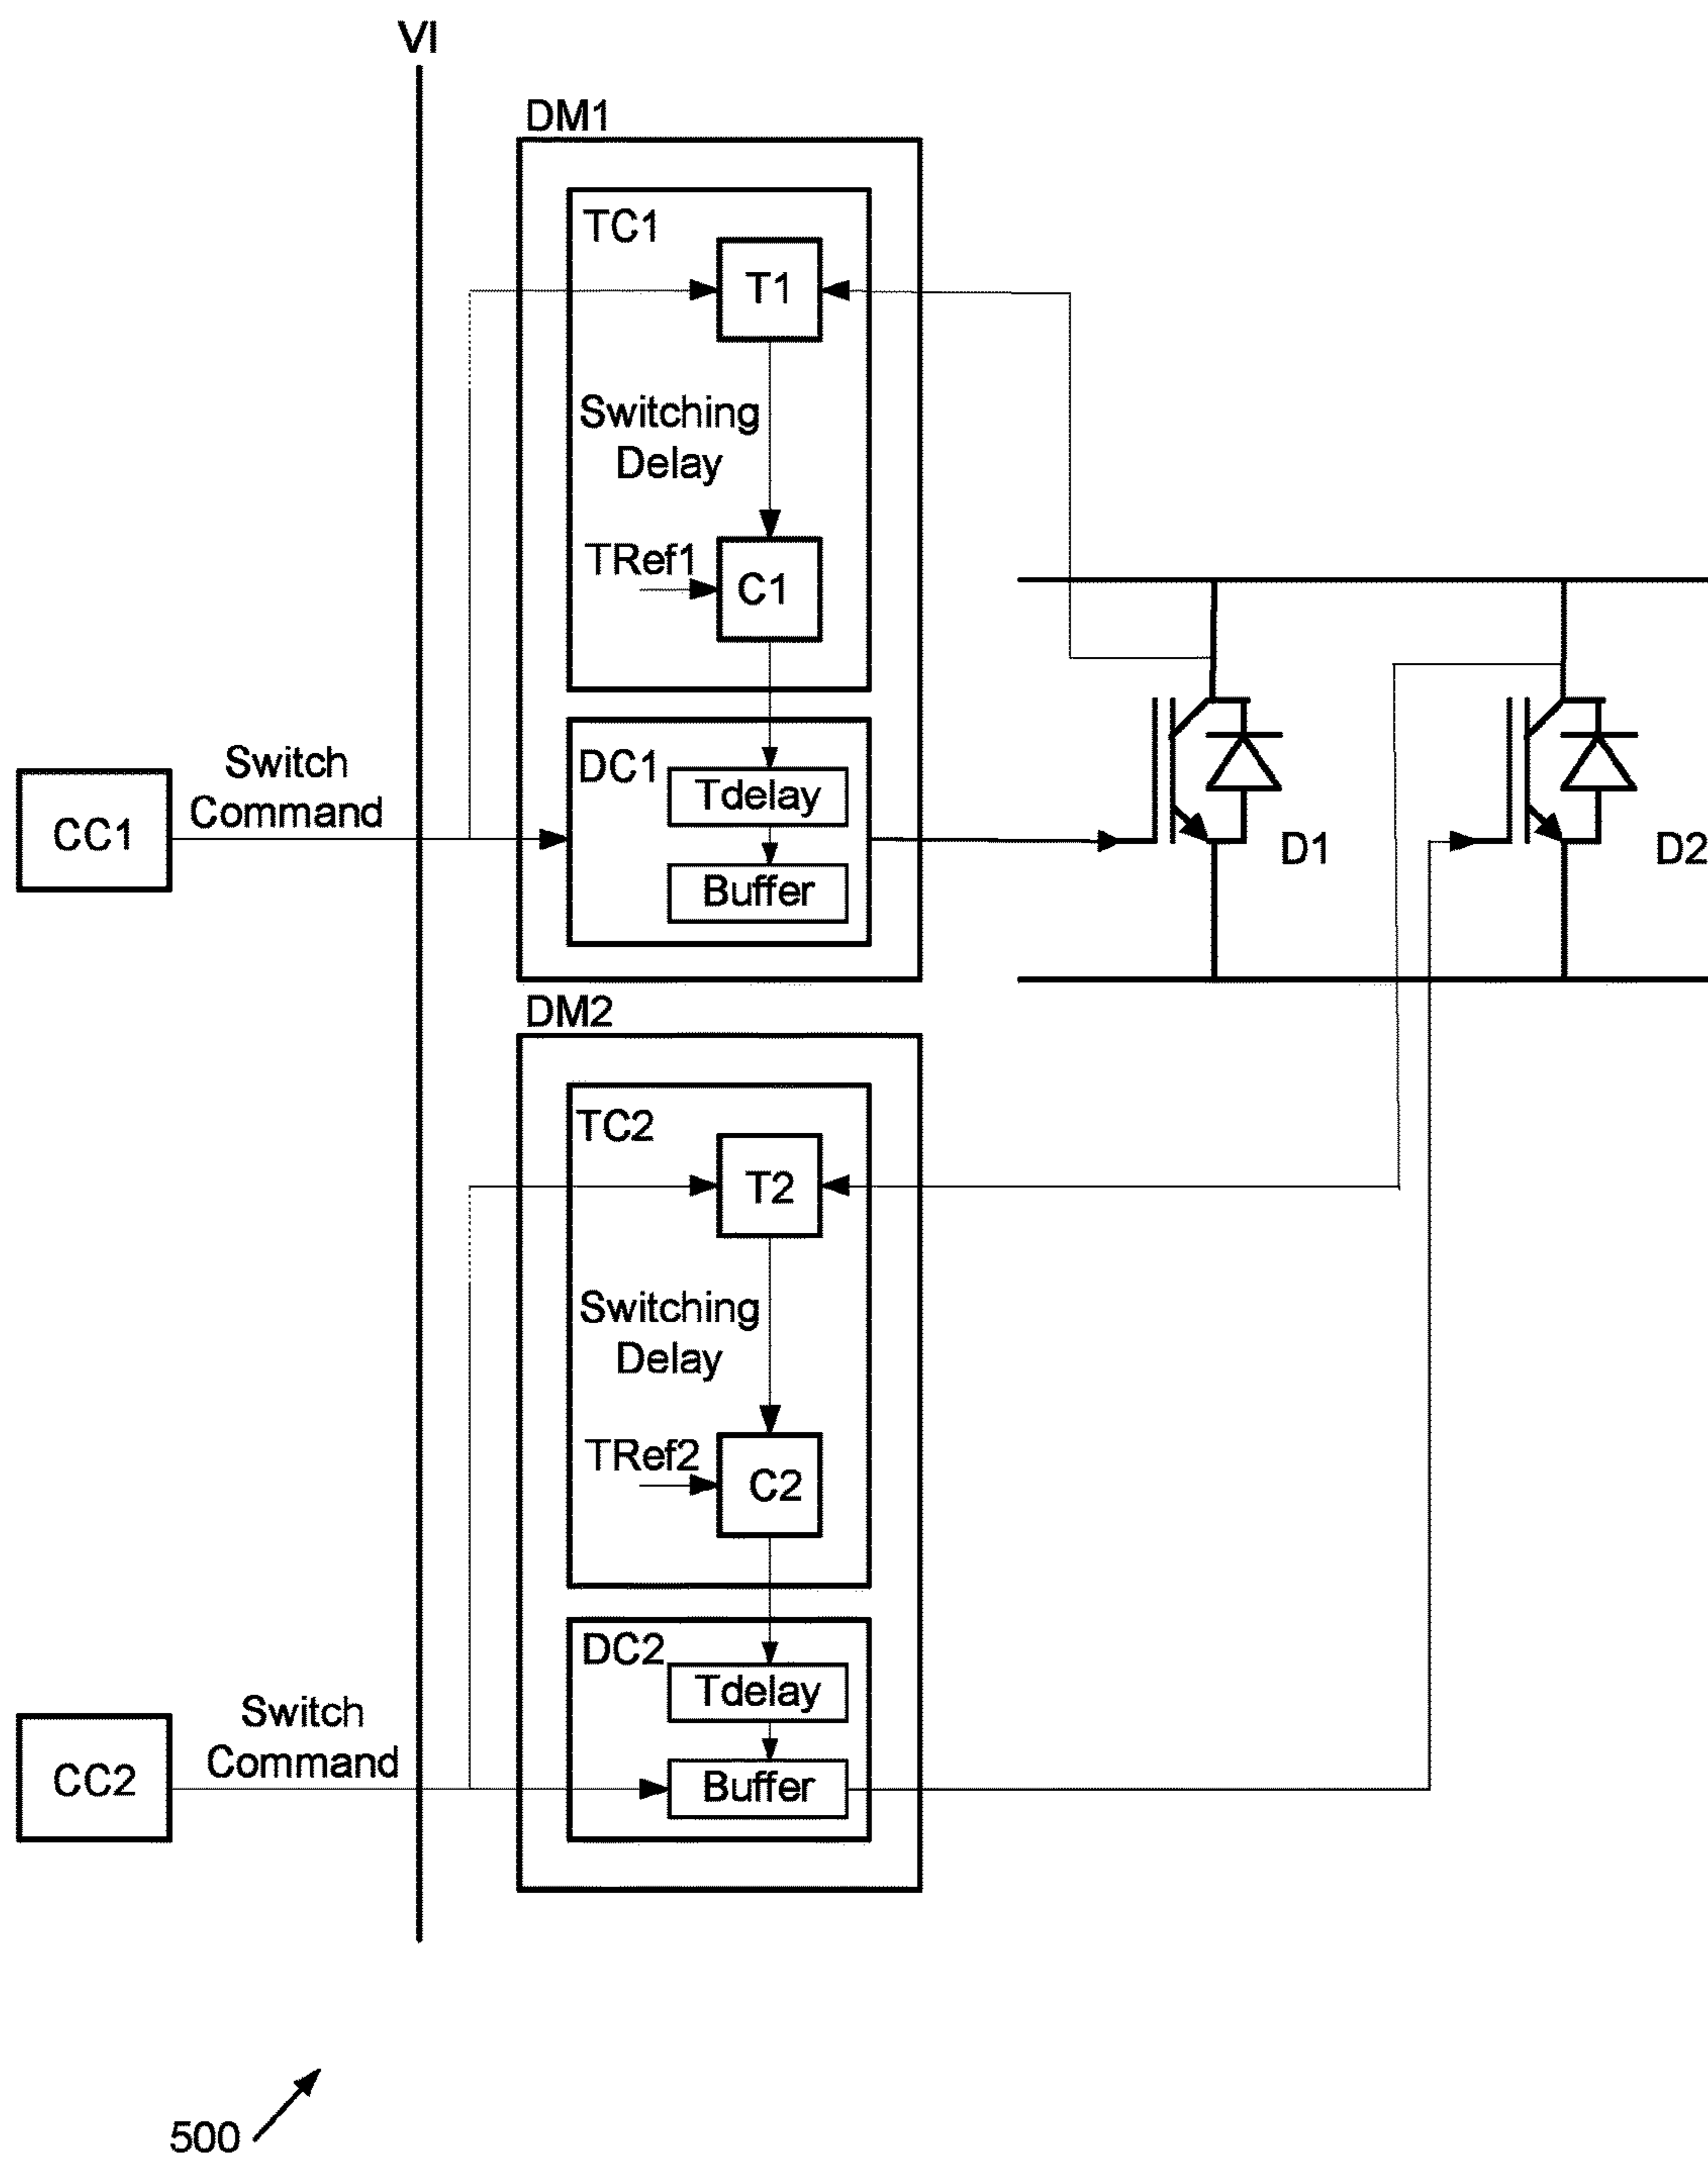 VI
DM1
TC1
T1
Switching
Delay
TRef1
C1
DC1
Tdelay
Buffer
Switch
Command
CC1
D1
D2
DM2
TC2
T2
Switching
Delay
TRef2
C2
DC2
Tdelay
Buffer
Switch
Command
CC2
500